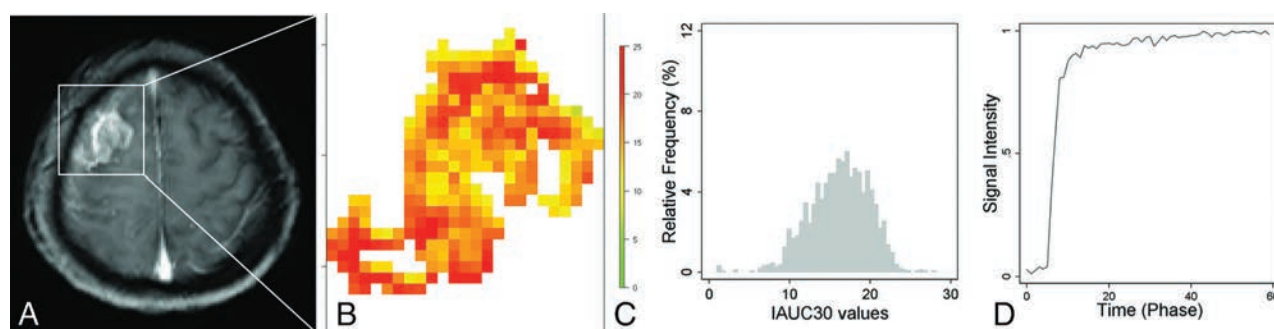 A
B
25
20
15
10
5
0
C
Relative Frequency (%)
12
8
4
0
0 10 20 30
IAUC30 values
D
Signal Intensity
1
.5
0
0 20 40 60
Time (Phase)